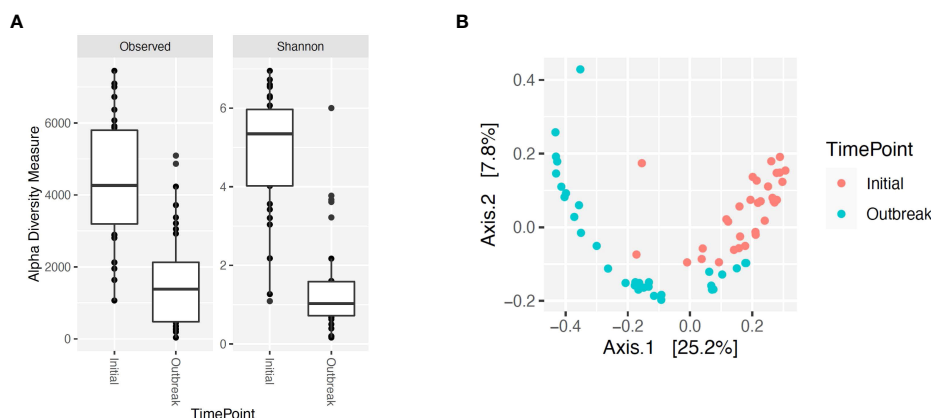 A
Observed
Shannon
Alpha Diversity Measure
6000
4000
2000
0
6
4
2
0
Initial
Outbreak
Initial
Outbreak
TimePoint
B
Axis.2 [7.8%]
0.4
0.2
0.0
−0.2
−0.4
−0.2
0.0
0.2
Axis.1 [25.2%]
TimePoint
Initial
Outbreak